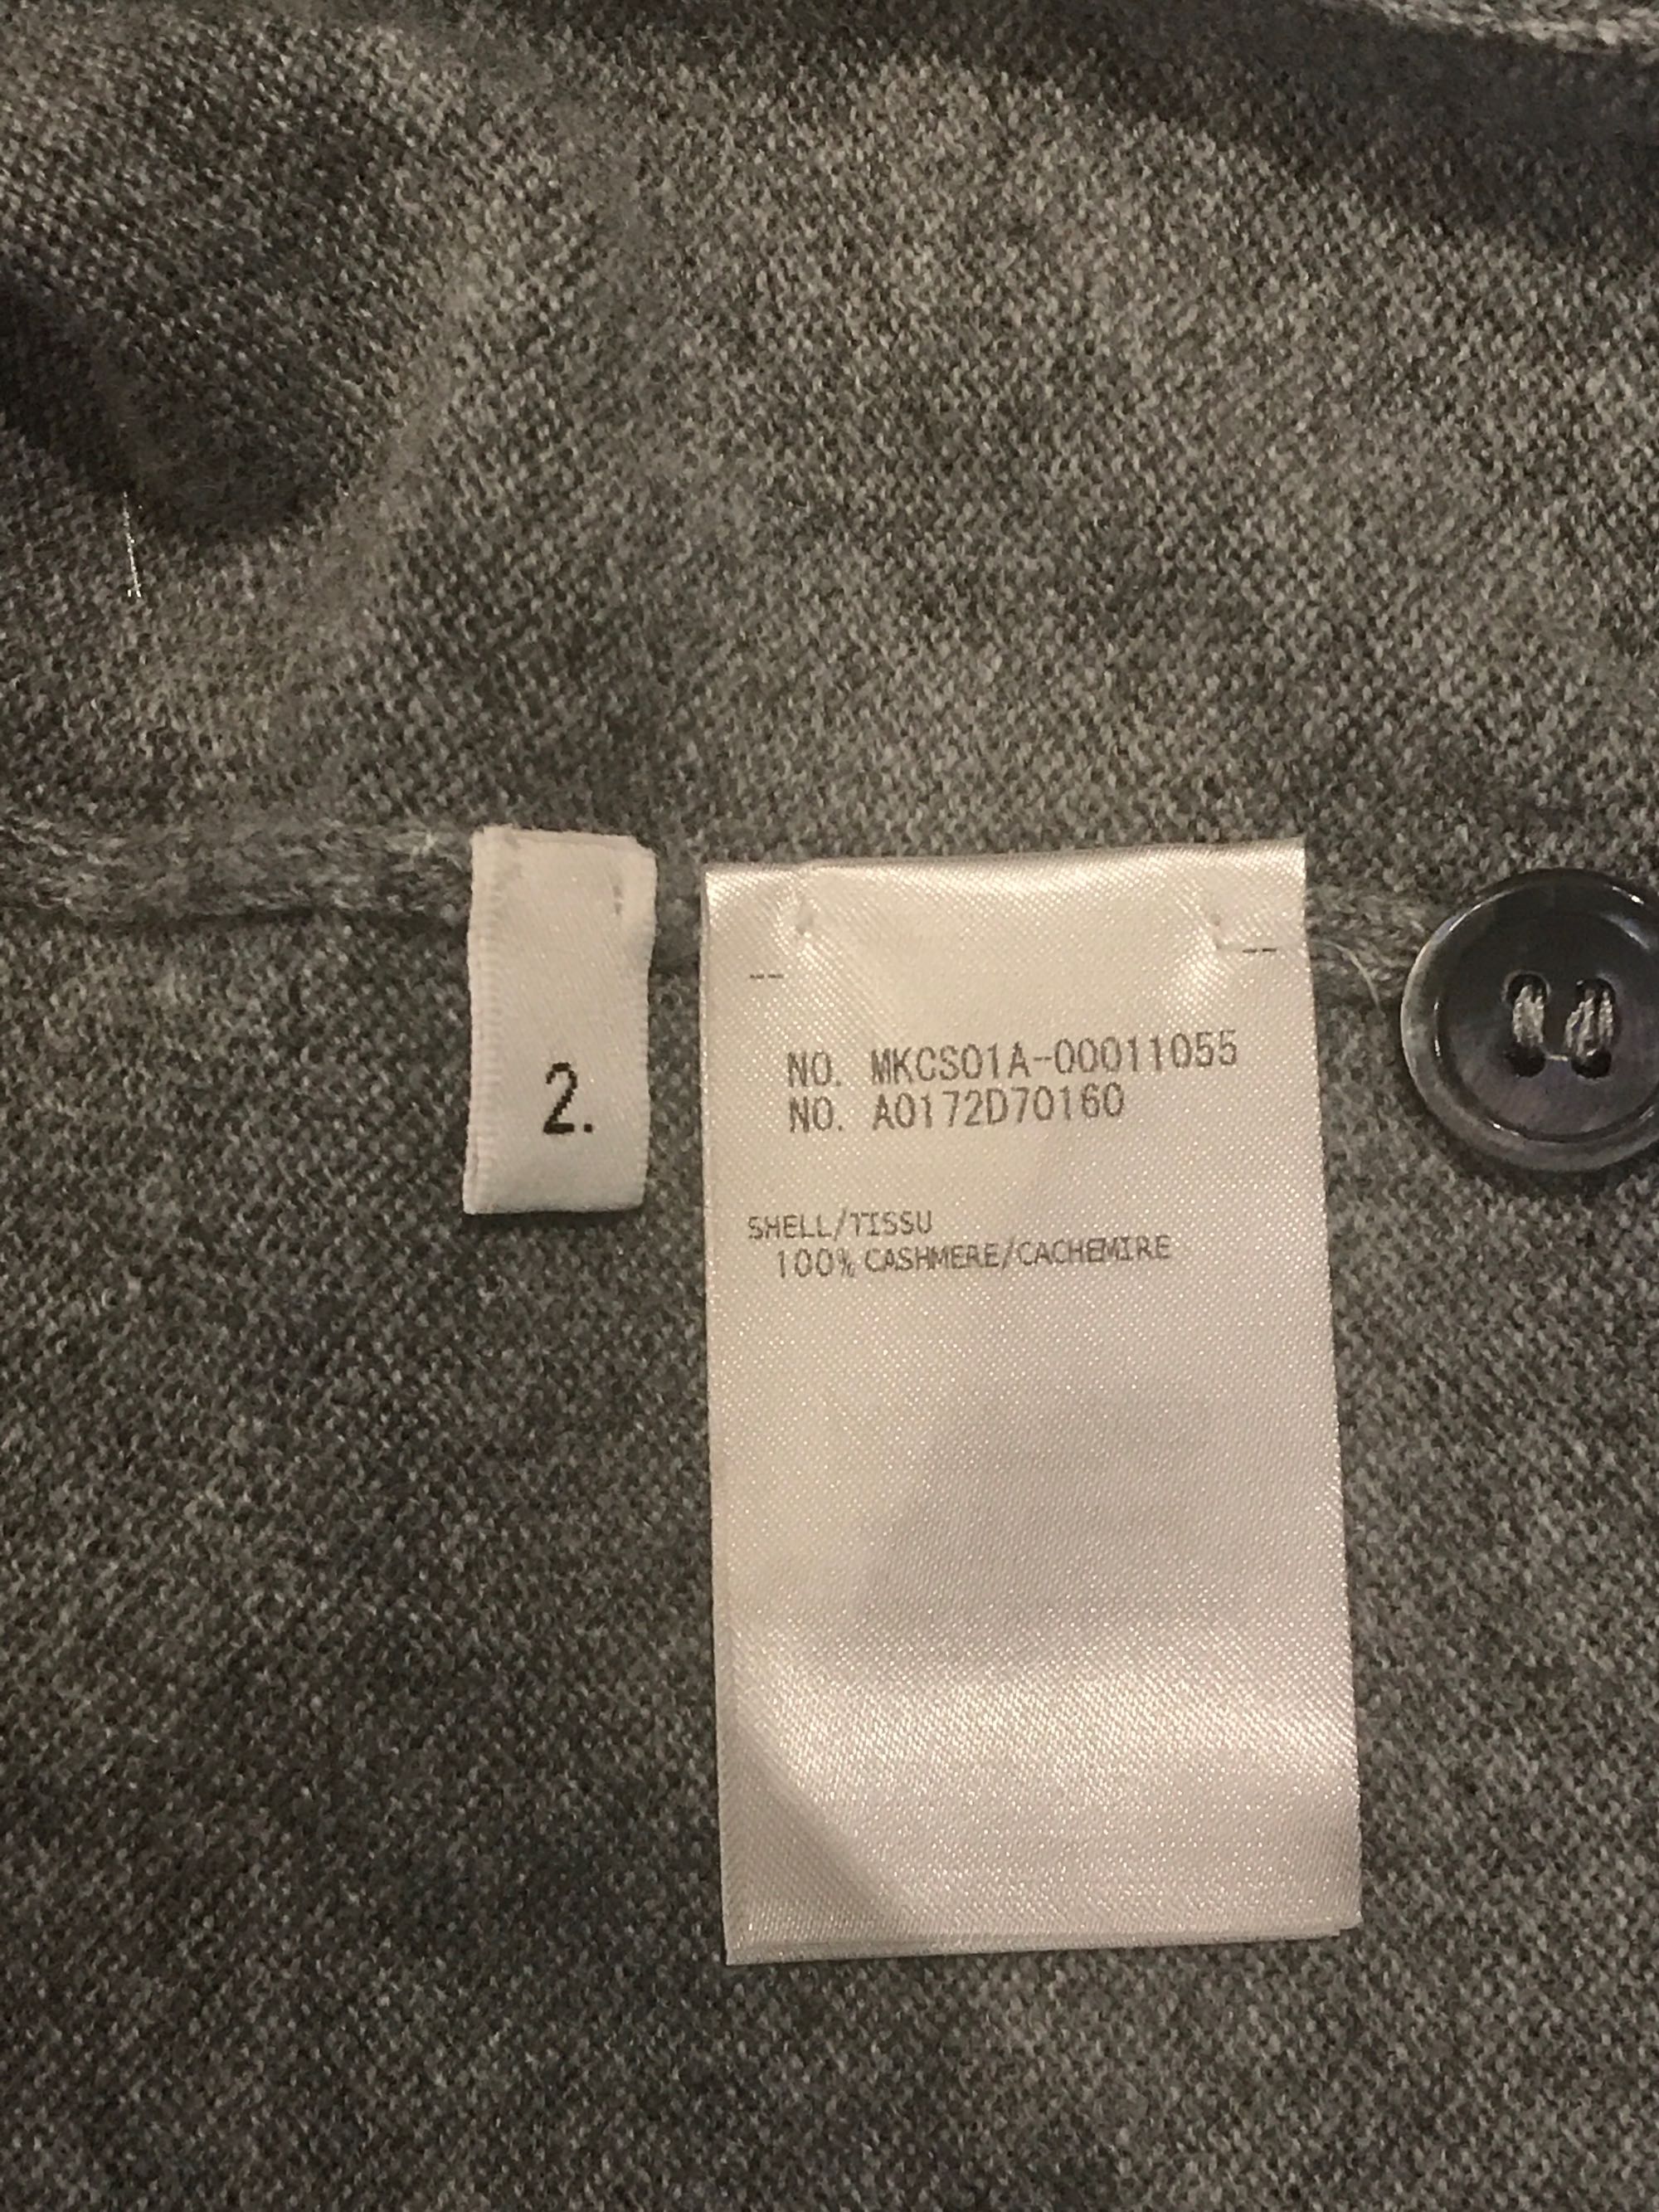 2.
NO. MKCS01A-00011055
NO. A0172D70160
SHELL/TISSU
100% CASHMERE/CACHEMIRE